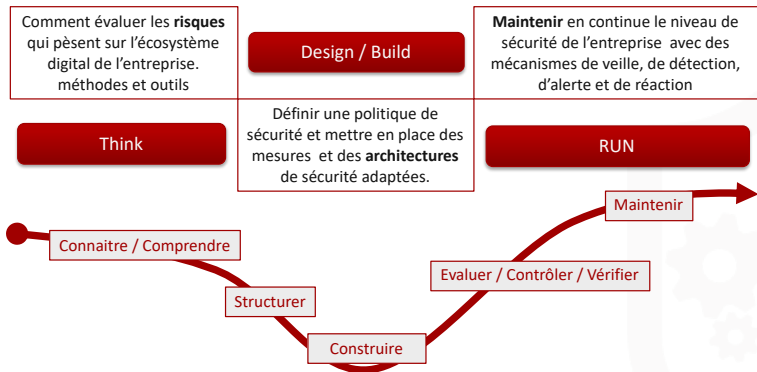 Comment évaluer les risques
qui pèsent sur l'écosystème
digital de l'entreprise.
méthodes et outils
Think
Design / Build
Définir une politique de
sécurité et mettre en place des
mesures et des architectures
de sécurité adaptées.
Maintenir en continue le niveau de
sécurité de l'entreprise avec des
mécanismes de veille, de détection,
d'alerte et de réaction
RUN
Connaitre / Comprendre
Structurer
Construire
Evaluer / Contrôler / Vérifier
Maintenir